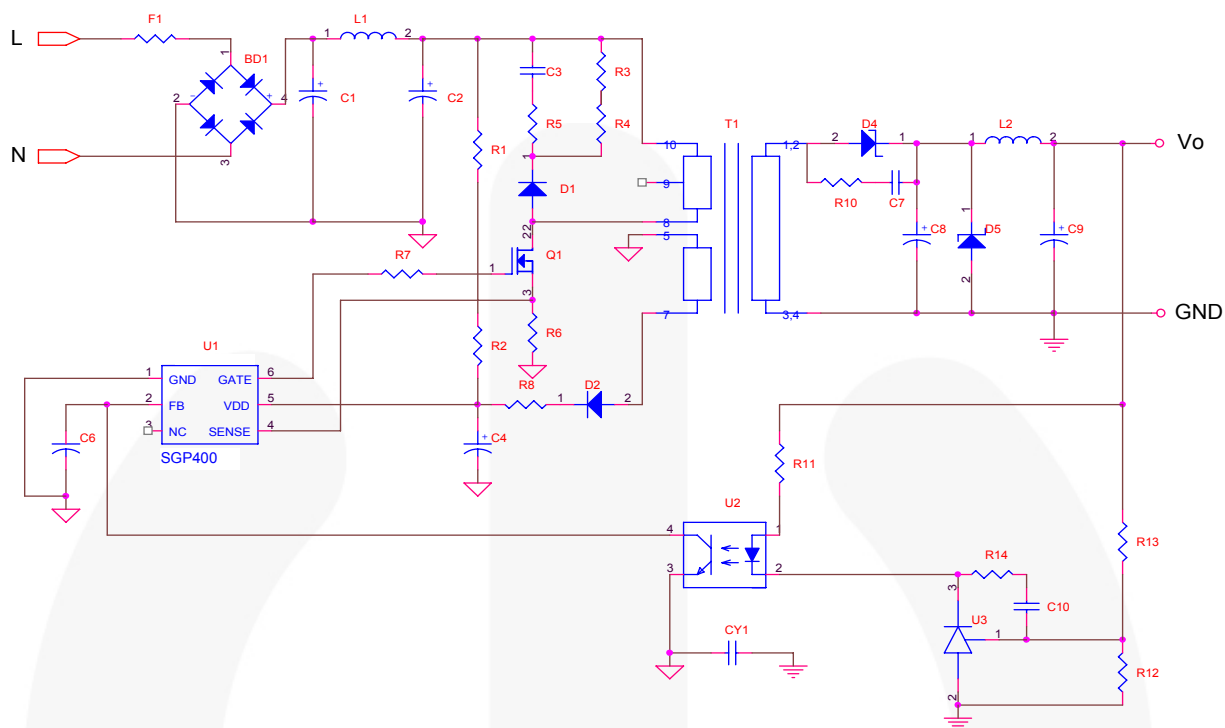 F1
L
1
L1
2
BD1
1
2
-
+
4
+
C1
+
C2
C3
R3
R5
R4
R1
T1
D4
2
1
1
L2
2
Vo
N
3
10
1,2
1
D1
9
R10
C7
1
+
C8
D5
+
C9
8
5
22
R7
1
Q1
2
3
7
3,4
GND
R2
R6
U1
R8
D2
1
GND
GATE
6
1
2
2
FB
VDD
5
3
NC
SENSE
4
C6
+
C4
SGP400
R11
U2
4
1
R13
3
2
R14
3
C10
U3
1
CY1
R12
2